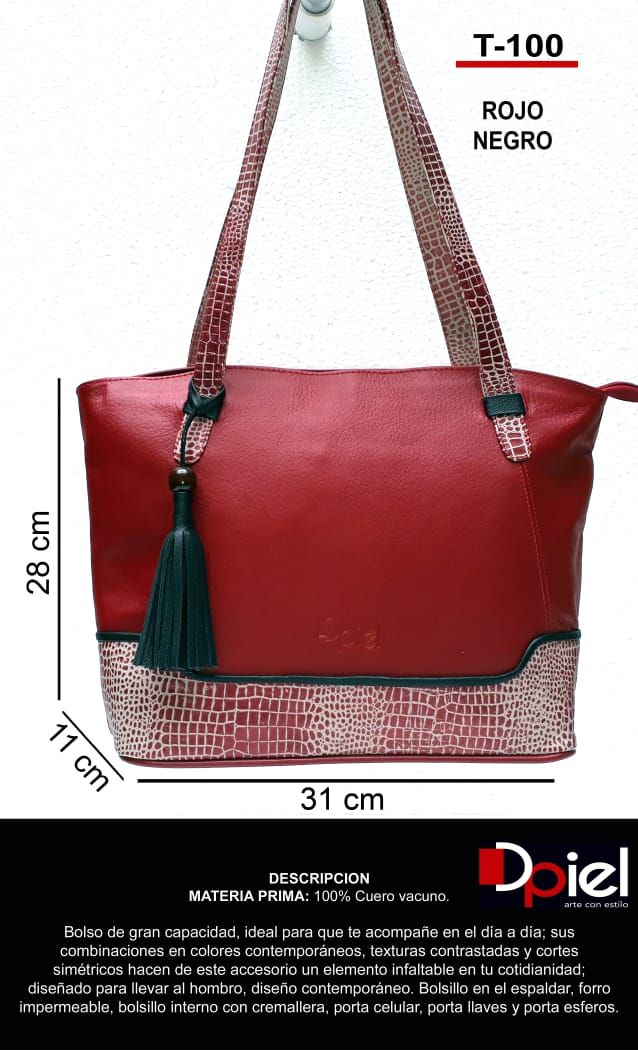 T-100
ROJO
NEGRO
28 cm
11 cm
31 cm
Dpiel
Dpiel
arte con estilo
DESCRIPCION
MATERIA PRIMA: 100% Cuero vacuno.
Bolso de gran capacidad, ideal para que te acompañe en el día a día; sus
combinaciones en colores contemporáneos, texturas contrastadas y cortes
simétricos hacen de este accesorio un elemento infaltable en tu cotidianidad;
diseñado para llevar al hombro, diseño contemporáneo. Bolsillo en el espaldar, forro
impermeable, bolsillo interno con cremallera, porta celular, porta llaves y porta esferos.